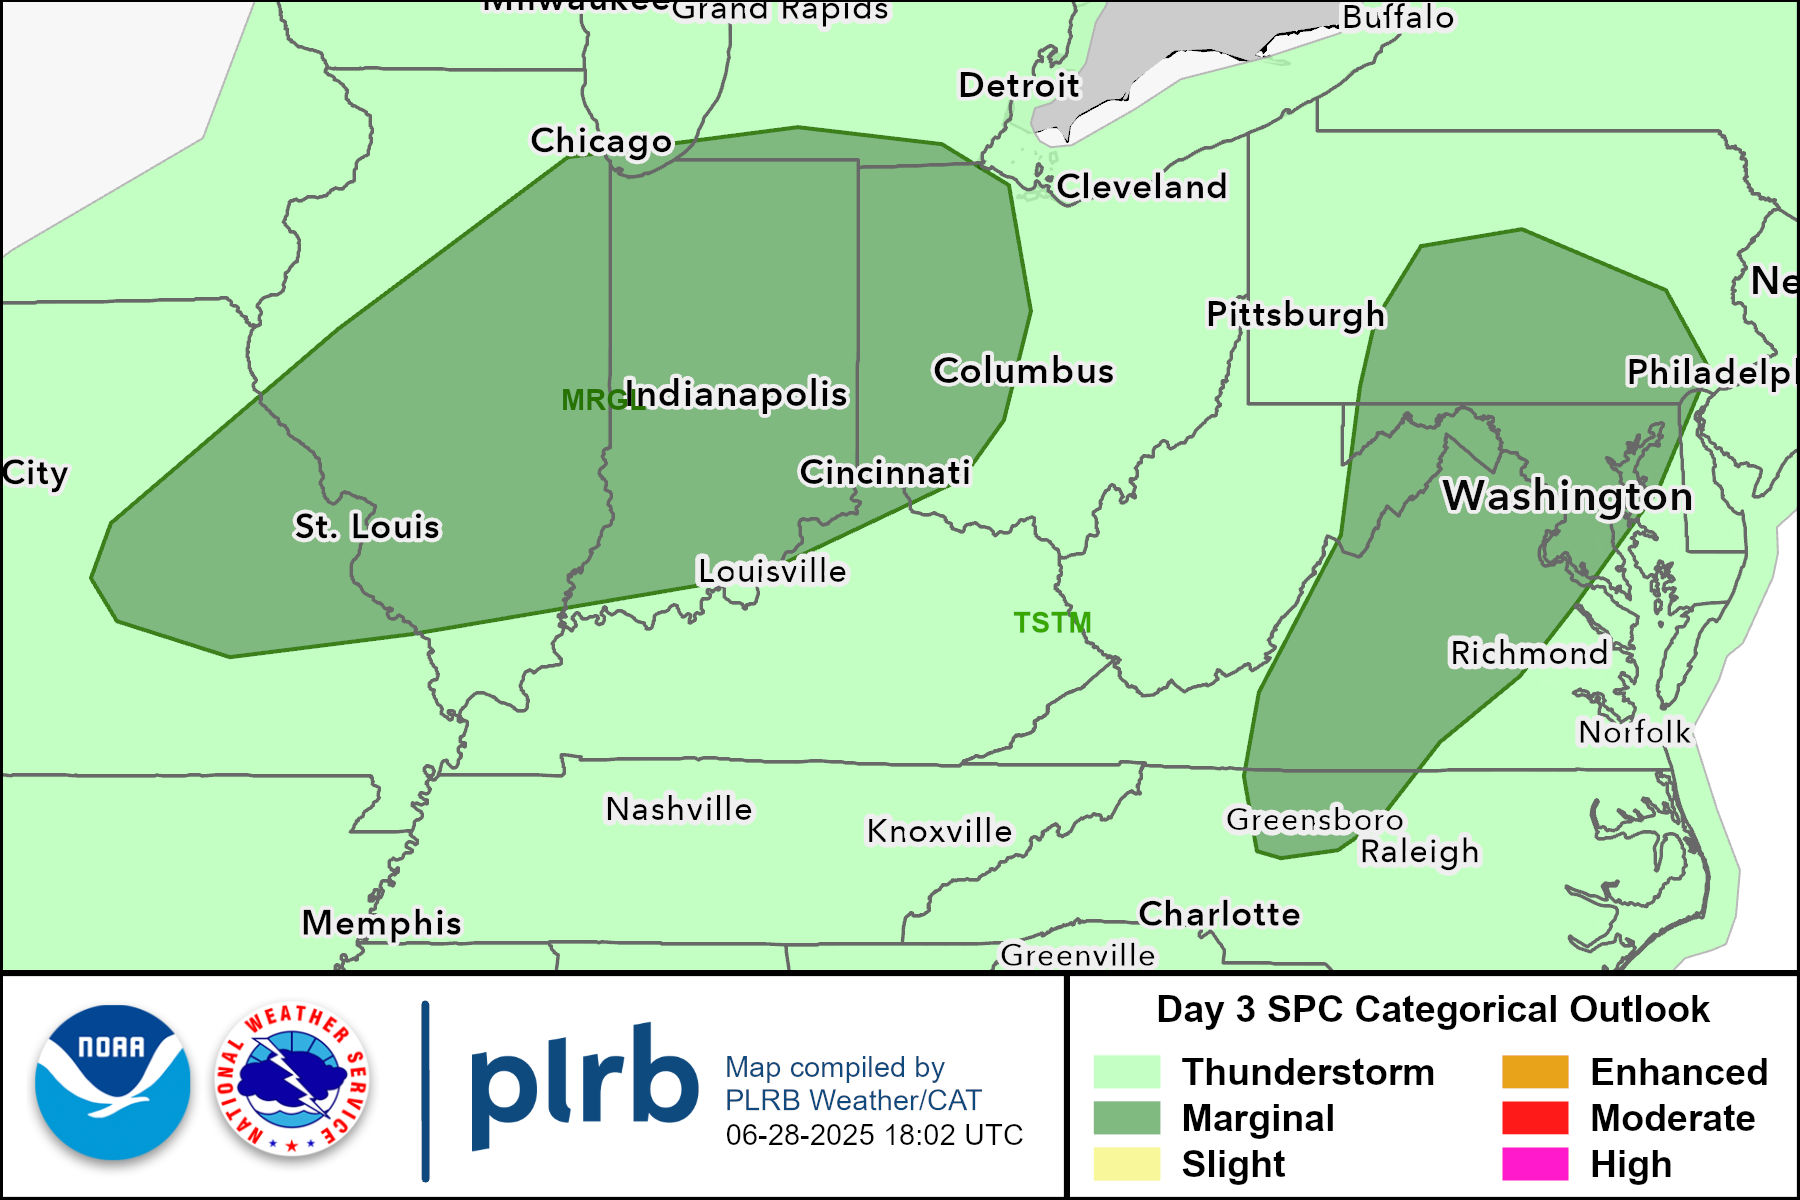 Milwaukee
Grand Rapids
Buffalo
Detroit
Chicago
Cleveland
Ne
Pittsburgh
Columbus
Philadelph
MRGL
Indianapolis
City
Cincinnati
Washington
St. Louis
Louisville
TSTM
Richmond
Norfolk
Nashville
Knoxville
Greensboro
Raleigh
Memphis
Charlotte
Greenville
NOAA
NATIONAL WEATHER SERVICE
plrb
Map compiled by
PLRB Weather/CAT
06-28-2025 18:02 UTC
Day 3 SPC Categorical Outlook
Thunderstorm
Enhanced
Marginal
Moderate
Slight
High